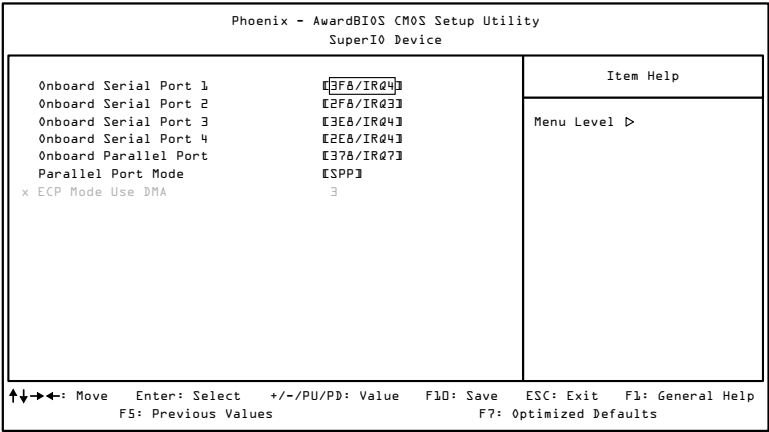 Phoenix - AwardBIOS CMOS Setup Utility
SuperIO Device
Item Help
Onboard Serial Port 1 [3F8/IRQ4]
Onboard Serial Port 2 [2F8/IRQ3]
Onboard Serial Port 3 [3E8/IRQ4]
Onboard Serial Port 4 [2E8/IRQ4]
Onboard Parallel Port [378/IRQ7]
Parallel Port Mode [SPP]
x ECP Mode Use DMA 3
Menu Level ▷
↑↓→←: Move Enter: Select +/-/PU/PD: Value F10: Save ESC: Exit F1: General Help
F5: Previous Values F7: Optimized Defaults